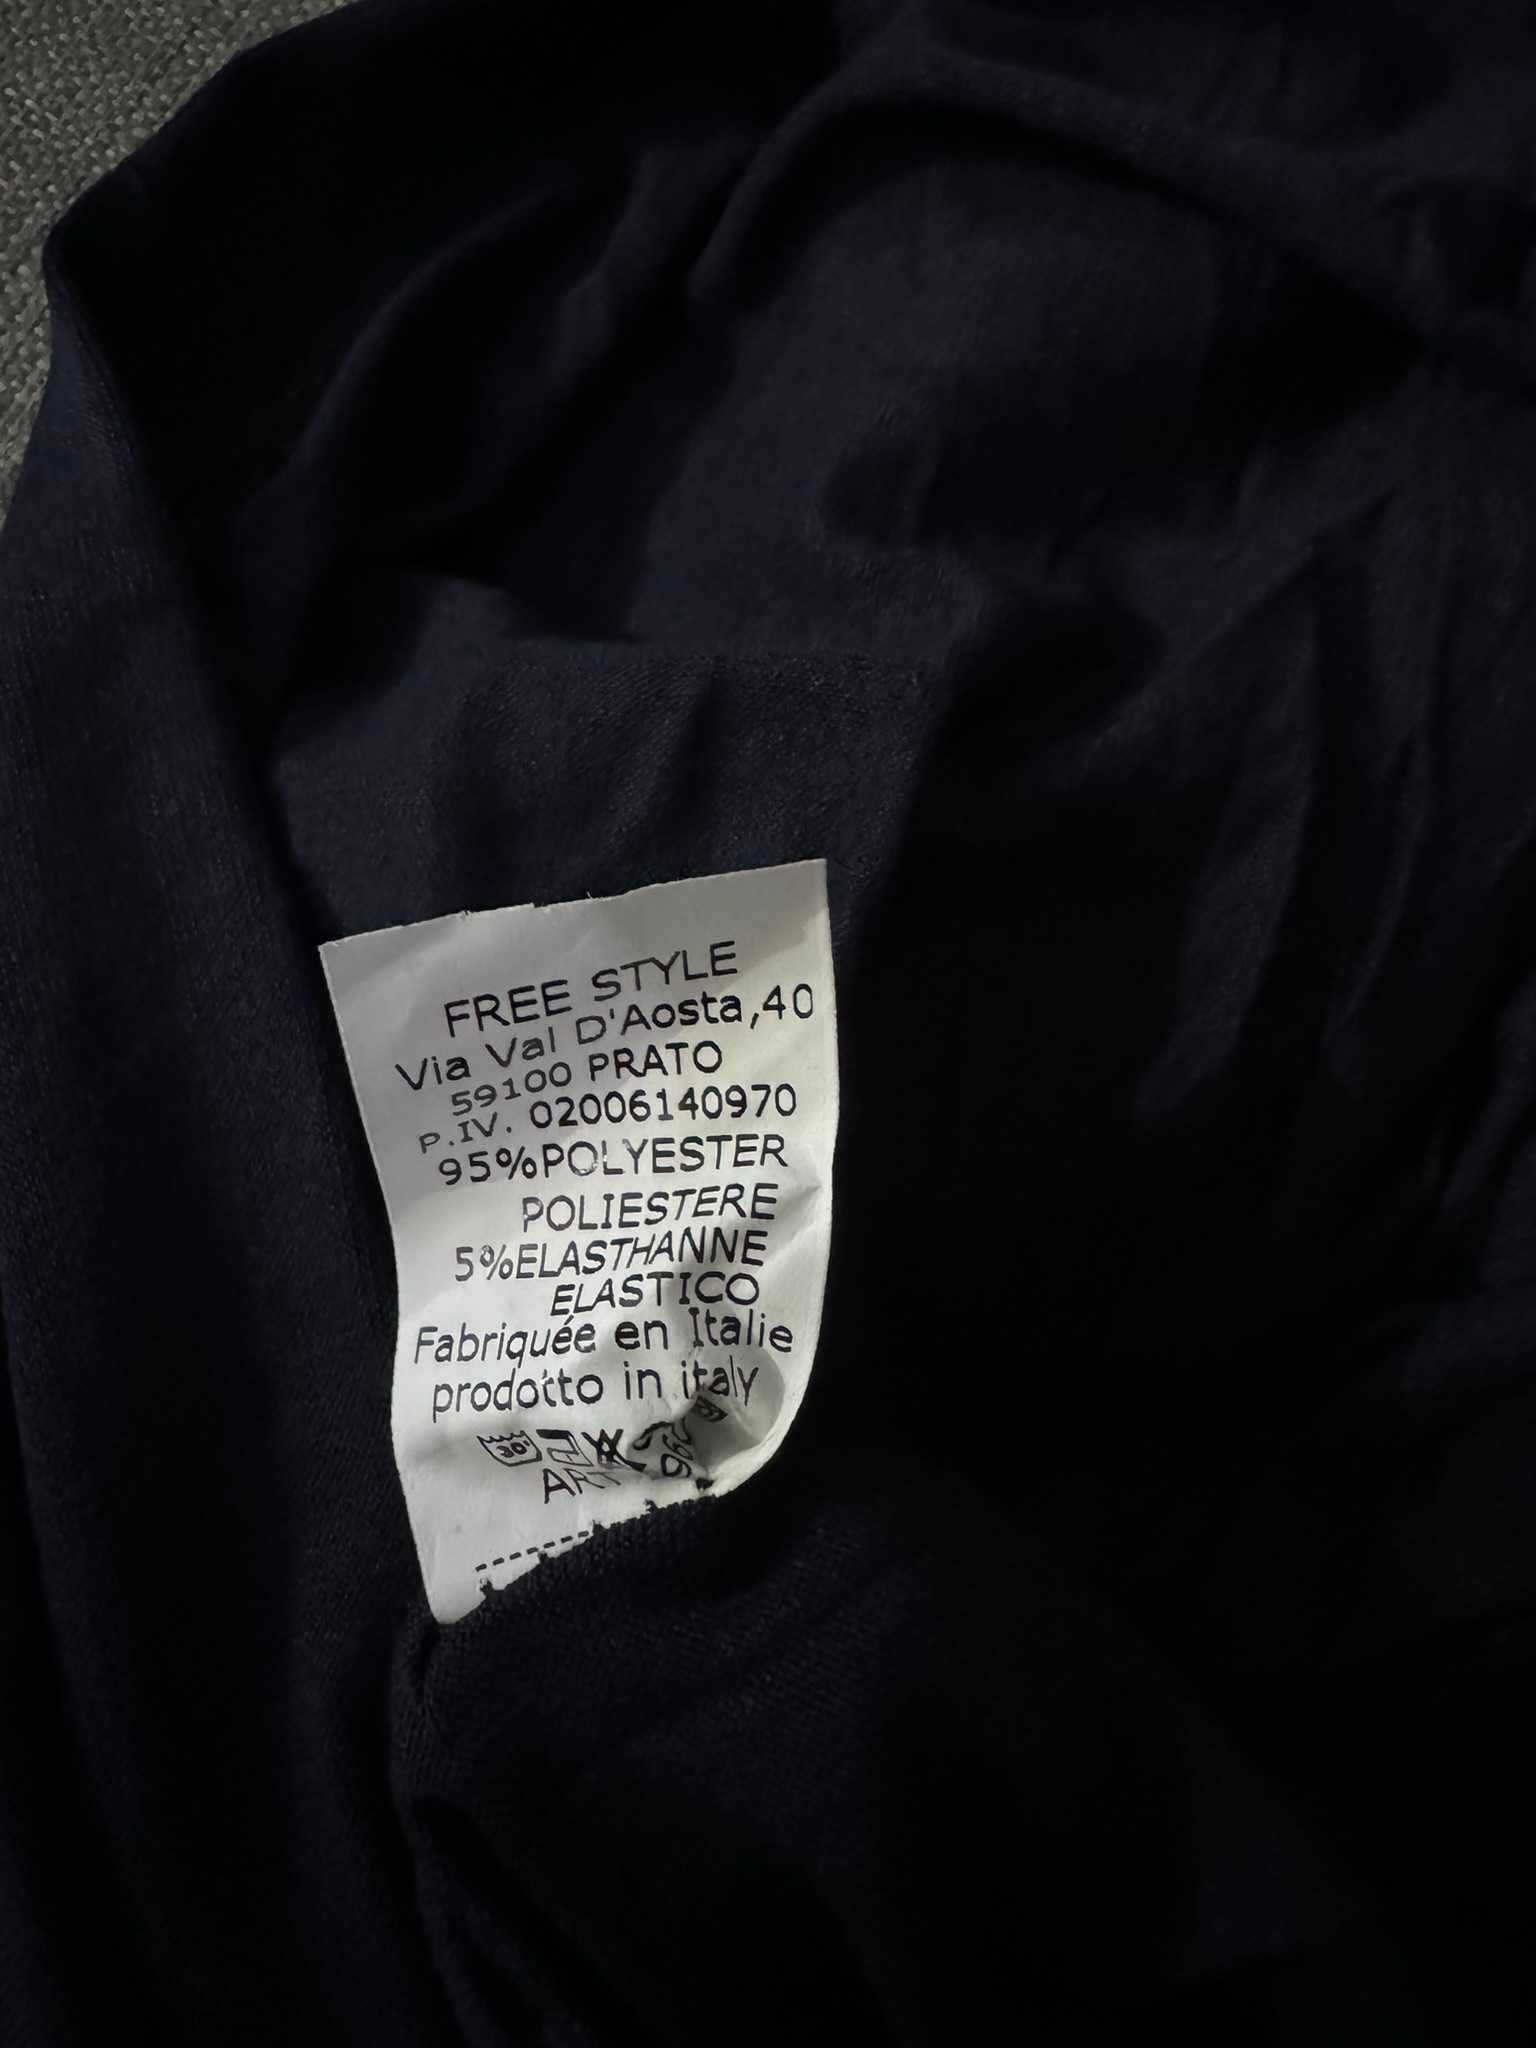 FREE STYLE
Via Val D'Aosta,40
59100 PRATO
P.IV. 02006140970
95%POLYESTER
POLIESTERE
5%ELASTHANNE
ELASTICO
Fabriquée en Italie
prodotto in italy
30°
ART